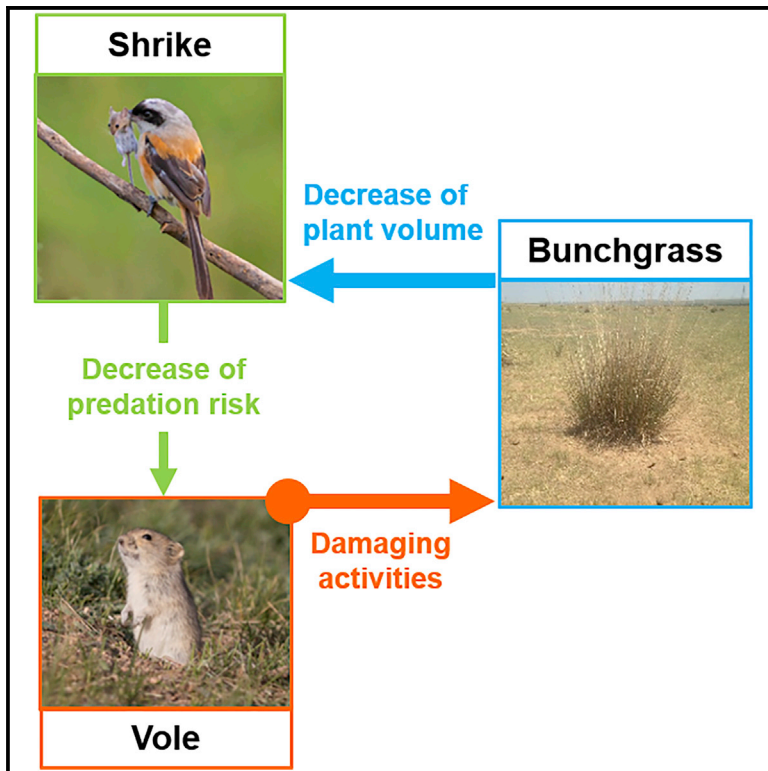 Shrike
Decrease of
plant volume
Bunchgrass
Decrease of
predation risk
Damaging
activities
Vole